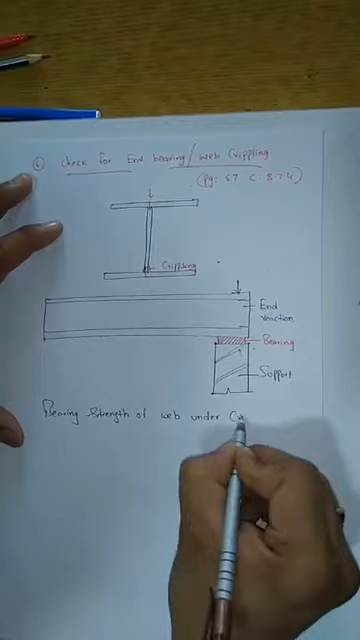 6) Check for End bearing/ web Crippling
(Pg. 67 C. 8.7.4)
Crippling
End
reaction
Bearing
Support
Bearing Strength of web under